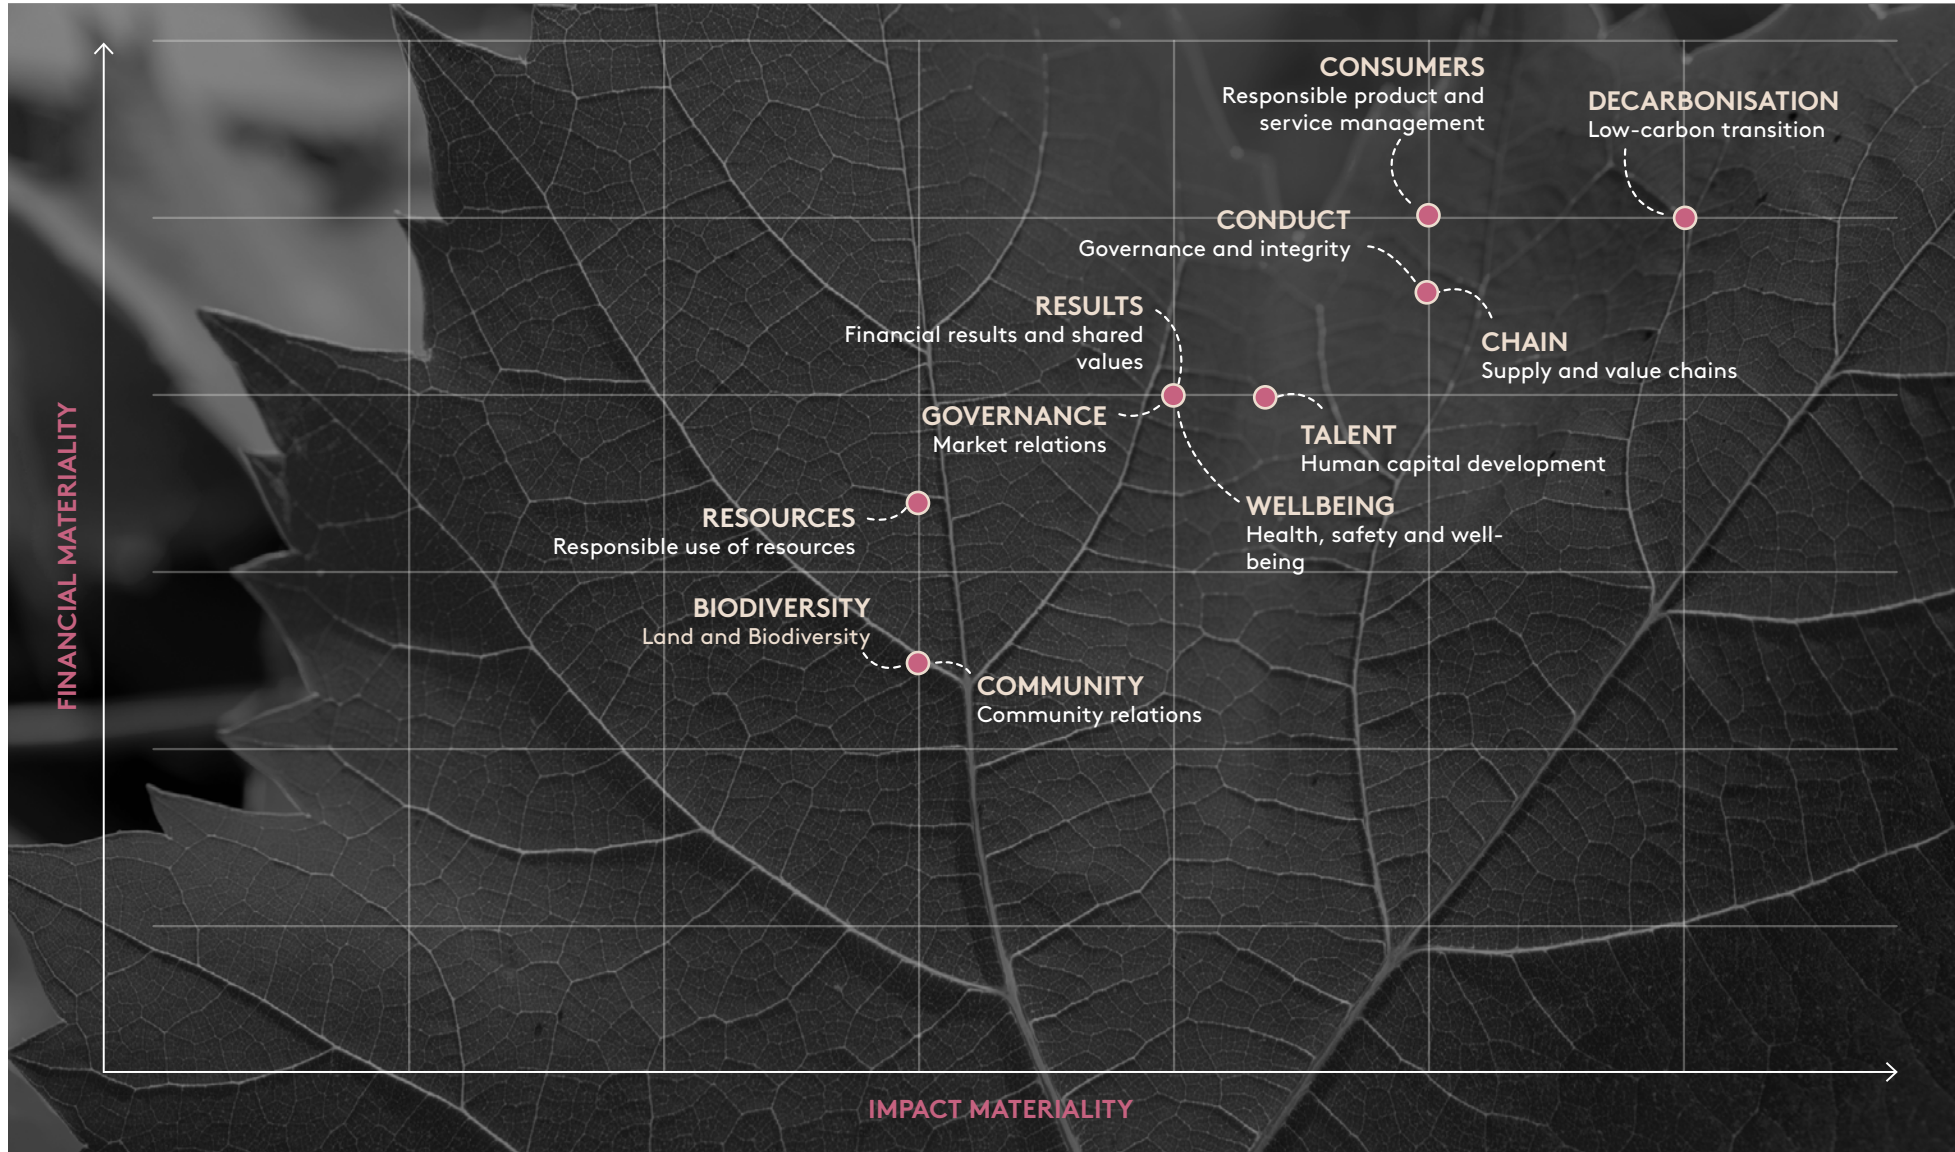 CONSUMERS
Responsible product and
service management
DECARBONISATION
Low-carbon transition
CONDUCT
Governance and integrity
RESULTS
Financial results and shared
values
CHAIN
Supply and value chains
GOVERNANCE
Market relations
TALENT
Human capital development
WELLBEING
Health, safety and well-
being
RESOURCES
Responsible use of resources
BIODIVERSITY
Land and Biodiversity
COMMUNITY
Community relations
FINANCIAL MATERIALITY
IMPACT MATERIALITY